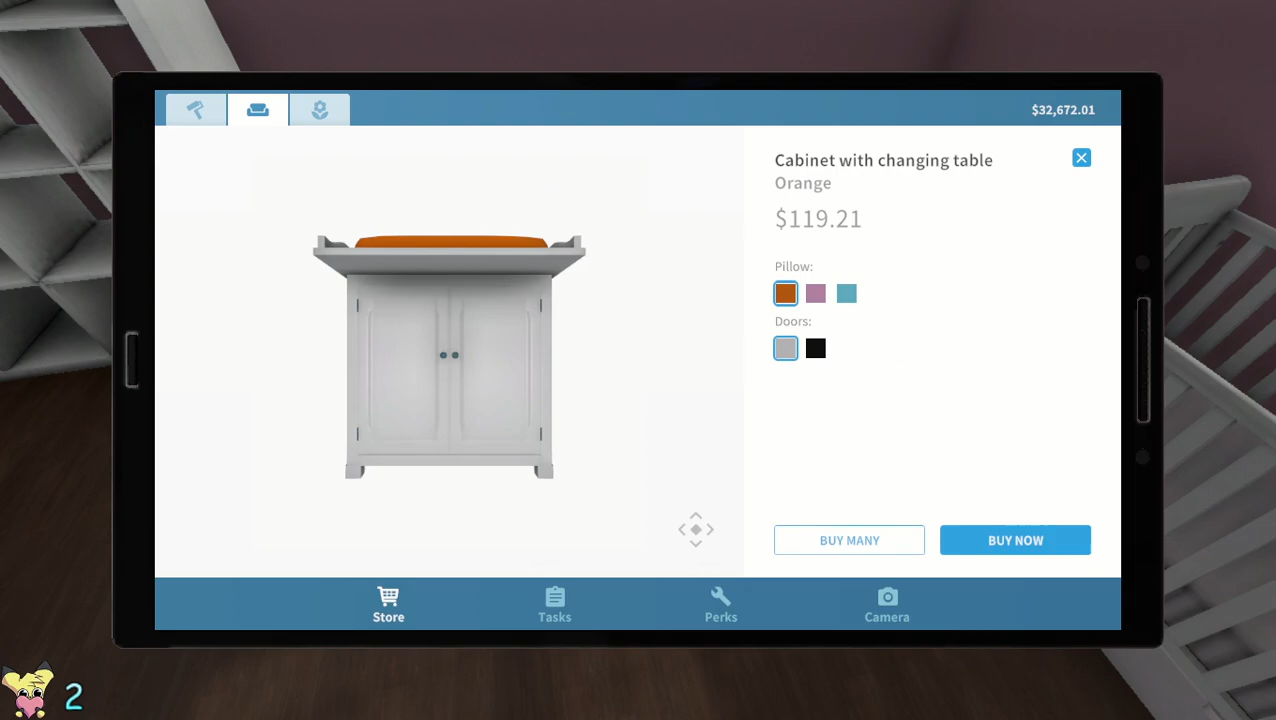 $32,672.01
Cabinet with changing table
Orange
$119.21
Pillow:
Doors:
BUY MANY
BUY NOW
Store
Tasks
Perks
Camera
2